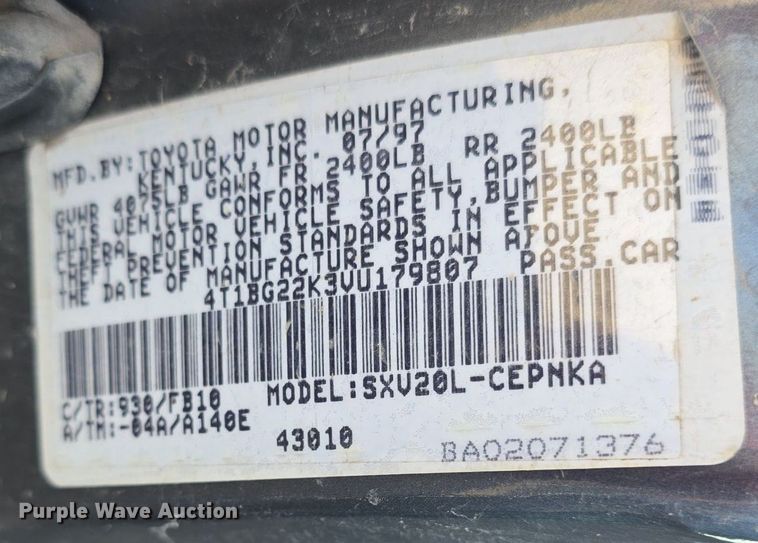 MFD.BY:TOYOTA MOTOR MANUFACTURING,
KENTUCKY,INC. 07/97
GVWR 4075LB GAWR FR 2400LB RR 2400LB
THIS VEHICLE CONFORMS TO ALL APPLICABLE
FEDERAL MOTOR VEHICLE SAFETY,BUMPER AND
THEFT PREVENTION STANDARDS IN EFFECT ON
THE DATE OF MANUFACTURE SHOWN ABOVE
4T1BG22K3VU179807 PASS.CAR
C/TR:930/FB10 MODEL:SXV20L-CEPNKA
A/TM:-04A/A140E 43010
BA02071376
Purple Wave Auction